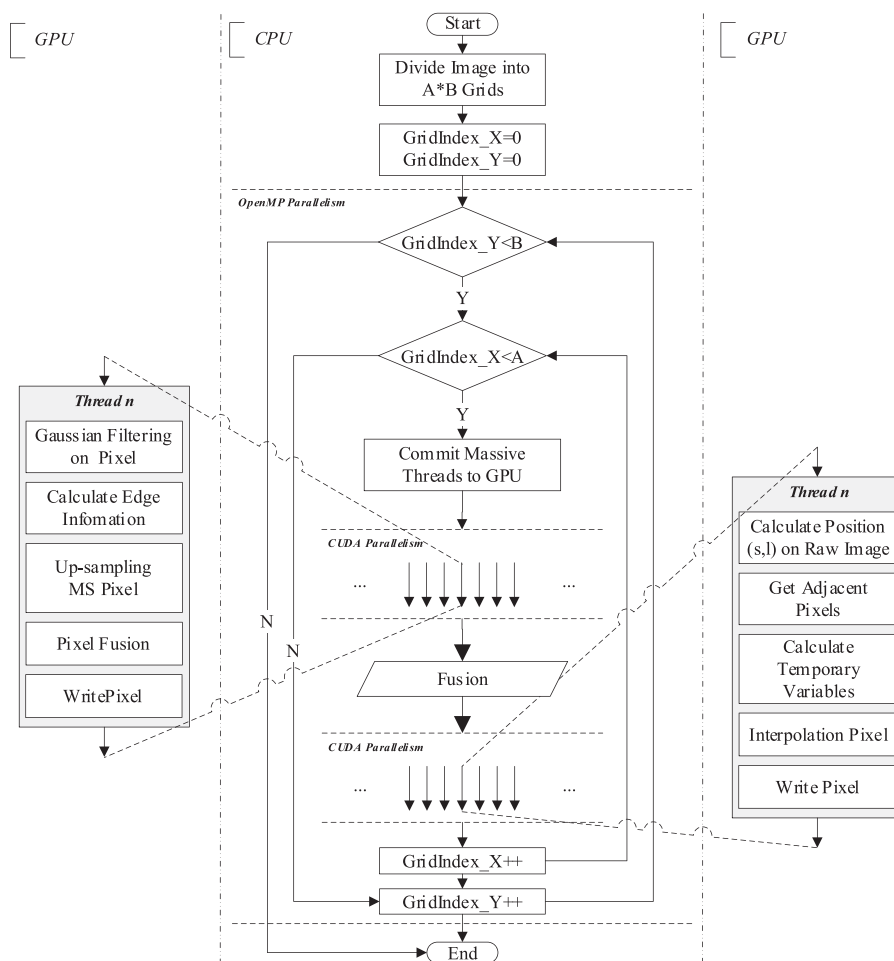 GPU
CPU
GPU
Start
Divide Image into
A*B Grids
GridIndex_X=0
GridIndex_Y=0
OpenMP Parallelism
GridIndex_Y<B
Y
GridIndex_X<A
Y
Commit Massive
Threads to GPU
CUDA Parallelism
...
...
N
N
Fusion
CUDA Parallelism
...
...
GridIndex_X++
GridIndex_Y++
End
Thread n
Gaussian Filtering
on Pixel
Calculate Edge
Infomation
Up-sampling
MS Pixel
Pixel Fusion
WritePixel
Thread n
Calculate Position
(s,l) on Raw Image
Get Adjacent
Pixels
Calculate
Temporary
Variables
Interpolation Pixel
Write Pixel